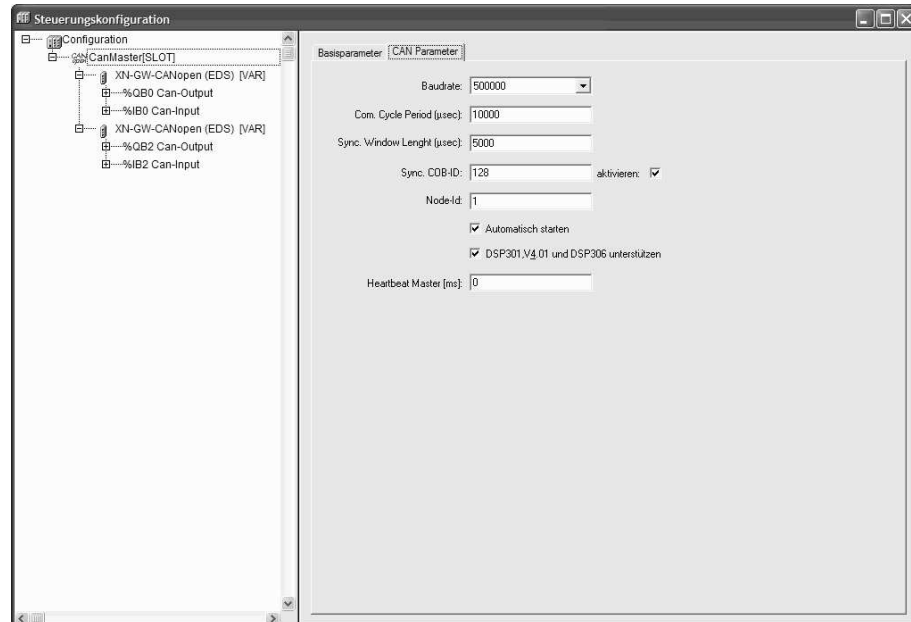 Steuerungskonfiguration
Configuration
CanMaster[SLOT]
XN-GW-CANopen (EDS) [VAR]
%QB0 Can-Output
%IB0 Can-Input
XN-GW-CANopen (EDS) [VAR]
%QB2 Can-Output
%IB2 Can-Input
Basisparameter CAN Parameter
Baudrate: 500000
Com. Cycle Period (µsec): 10000
Sync. Window Lenght (µsec): 5000
Sync. COB-ID: 128 aktivieren:
Node-Id: 1
Automatisch starten
DSP301,V4.01 und DSP306 unterstützen
Heartbeat Master [ms]: 0